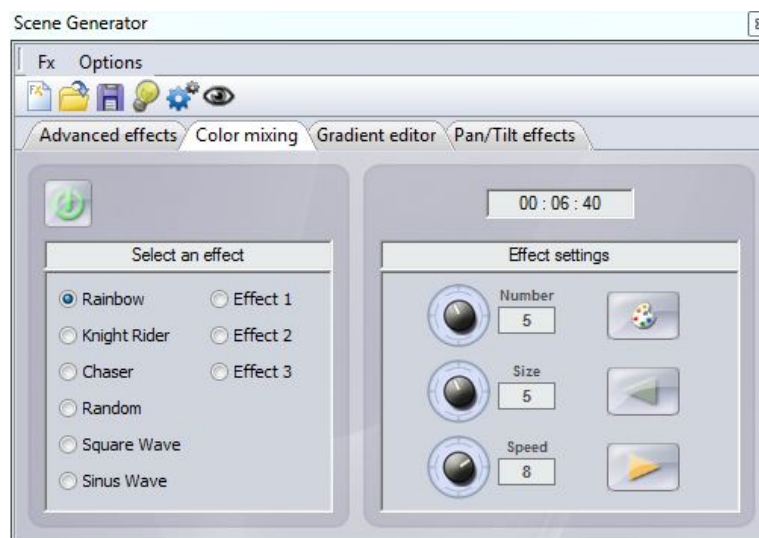 Scene Generator
Fx Options
Advanced effects Color mixing Gradient editor Pan/Tilt effects
00 : 06 : 40
Select an effect
Rainbow Effect 1
Knight Rider Effect 2
Chaser Effect 3
Random
Square Wave
Sinus Wave
Effect settings
Number
5
Size
5
Speed
8